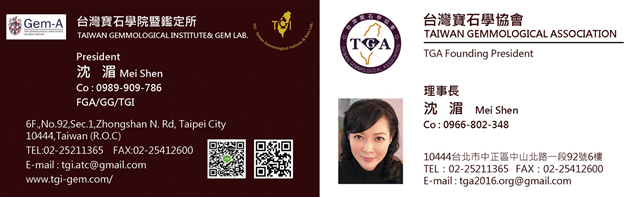 Gem-A
台灣寶石學院暨鑑定所
TAIWAN GEMMOLOGICAL INSTITUTE& GEM LAB.
TGI
President
沈 湄 Mei Shen
Co : 0989-909-786
FGA/GG/TGI
6F.,No.92,Sec.1,Zhongshan N. Rd, Taipei City
10444,Taiwan (R.O.C)
TEL:02-25211365 FAX:02-25412600
E-mail : tgi.atc@gmail.com
www.tgi-gem.com/
TGA
台灣寶石學協會
TAIWAN GEMMOLOGICAL ASSOCIATION
TGA Founding President
理事長
沈 湄 Mei Shen
Co : 0966-802-348
10444台北市中正區中山北路一段92號6樓
TEL : 02-25211365 FAX : 02-25412600
E-mail : tga2016.org@gmail.com